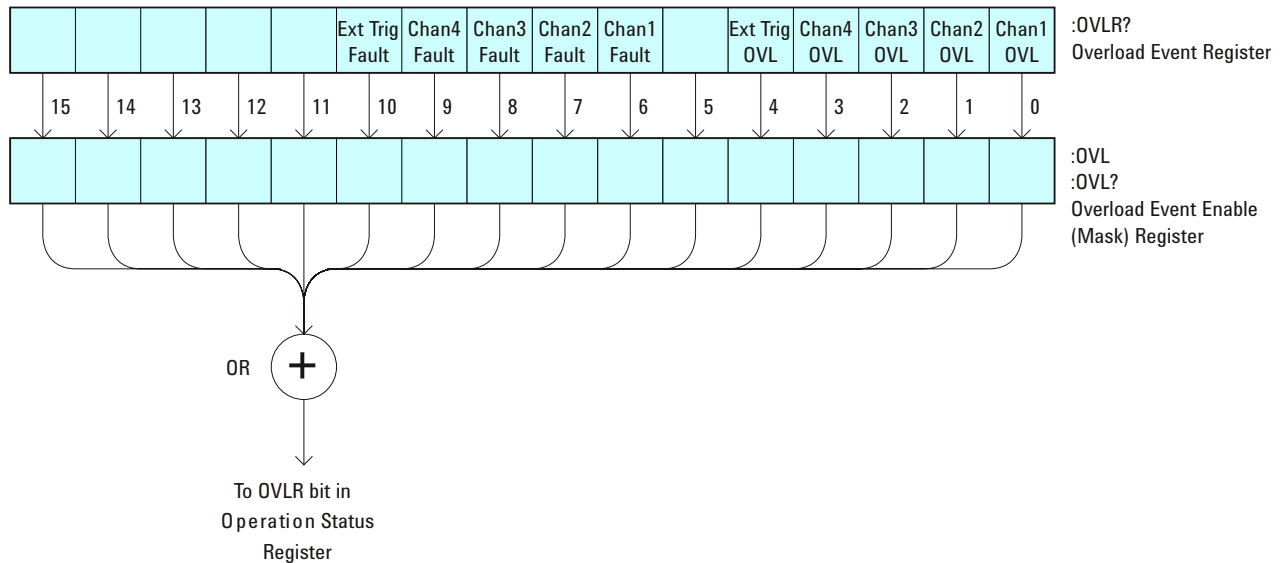 Ext Trig Fault
Chan4 Fault
Chan3 Fault
Chan2 Fault
Chan1 Fault
Ext Trig OVL
Chan4 OVL
Chan3 OVL
Chan2 OVL
Chan1 OVL
:OVLR?
Overload Event Register
15 14 13 12 11 10 9 8 7 6 5 4 3 2 1 0
:OVL
:OVL?
Overload Event Enable
(Mask) Register
OR +
To OVLR bit in
Operation Status
Register